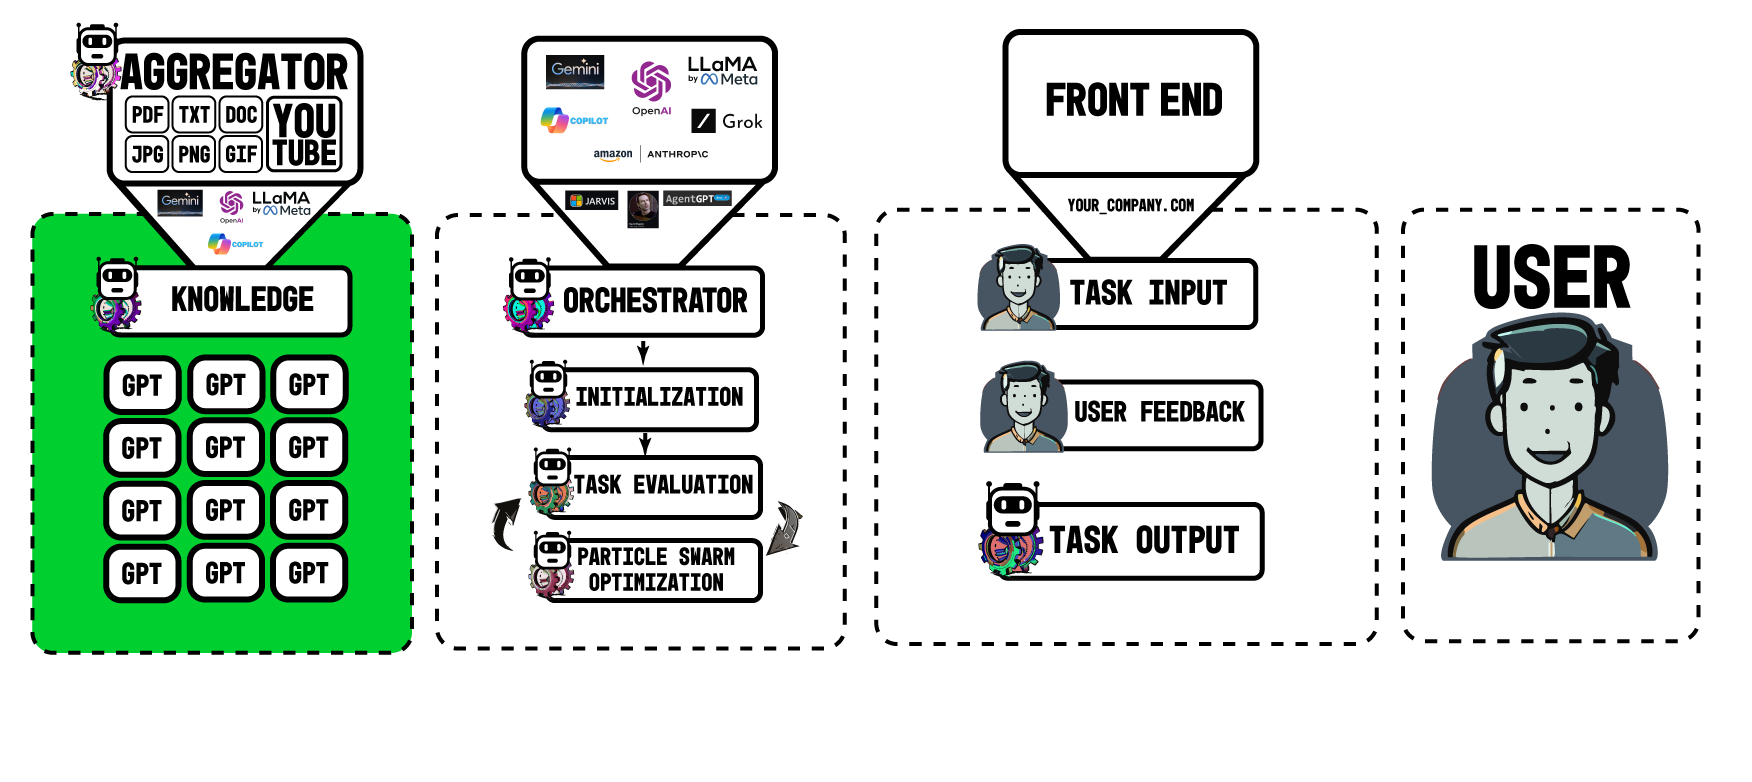 AGGREGATOR
PDF TXT DOC
JPG PNG GIF
YOU
TUBE
Gemini
OpenAI
LLaMA
by Meta
COPILOT
KNOWLEDGE
GPT GPT GPT
GPT GPT GPT
GPT GPT GPT
GPT GPT GPT
Gemini
OpenAI
LLaMA
by Meta
COPILOT
Grok
amazon | ANTHROP\C
JARVIS
AgentGPT
ORCHESTRATOR
INITIALIZATION
TASK EVALUATION
PARTICLE SWARM
OPTIMIZATION
FRONT END
YOUR_COMPANY.COM
TASK INPUT
USER FEEDBACK
TASK OUTPUT
USER